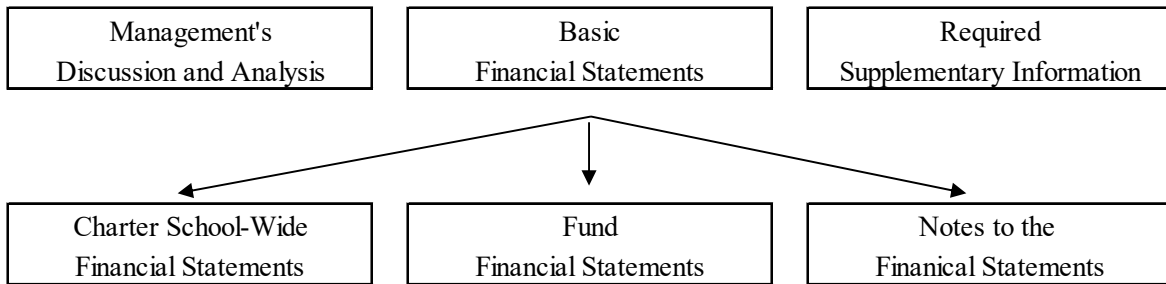 Management's
Discussion and Analysis
Basic
Financial Statements
Required
Supplementary Information
Charter School-Wide
Financial Statements
Fund
Financial Statements
Notes to the
Finanical Statements